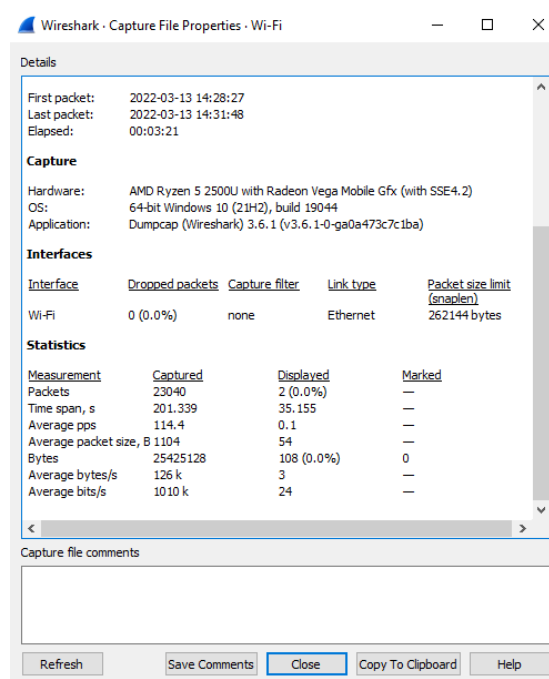 Wireshark · Capture File Properties · Wi-Fi
Details
First packet: 2022-03-13 14:28:27
Last packet: 2022-03-13 14:31:48
Elapsed: 00:03:21
Capture
Hardware: AMD Ryzen 5 2500U with Radeon Vega Mobile Gfx (with SSE4.2)
OS: 64-bit Windows 10 (21H2), build 19044
Application: Dumpcap (Wireshark) 3.6.1 (v3.6.1-0-ga0a473c7c1ba)
Interfaces
Interface Dropped packets Capture filter Link type Packet size limit
(snaplen)
Wi-Fi 0 (0.0%) none Ethernet 262144 bytes
Statistics
Measurement Captured Displayed Marked
Packets 23040 2 (0.0%) —
Time span, s 201.339 35.155 —
Average pps 114.4 0.1 —
Average packet size, B 1104 54 —
Bytes 25425128 108 (0.0%) 0
Average bytes/s 126 k 3 —
Average bits/s 1010 k 24 —
Capture file comments
Refresh Save Comments Close Copy To Clipboard Help